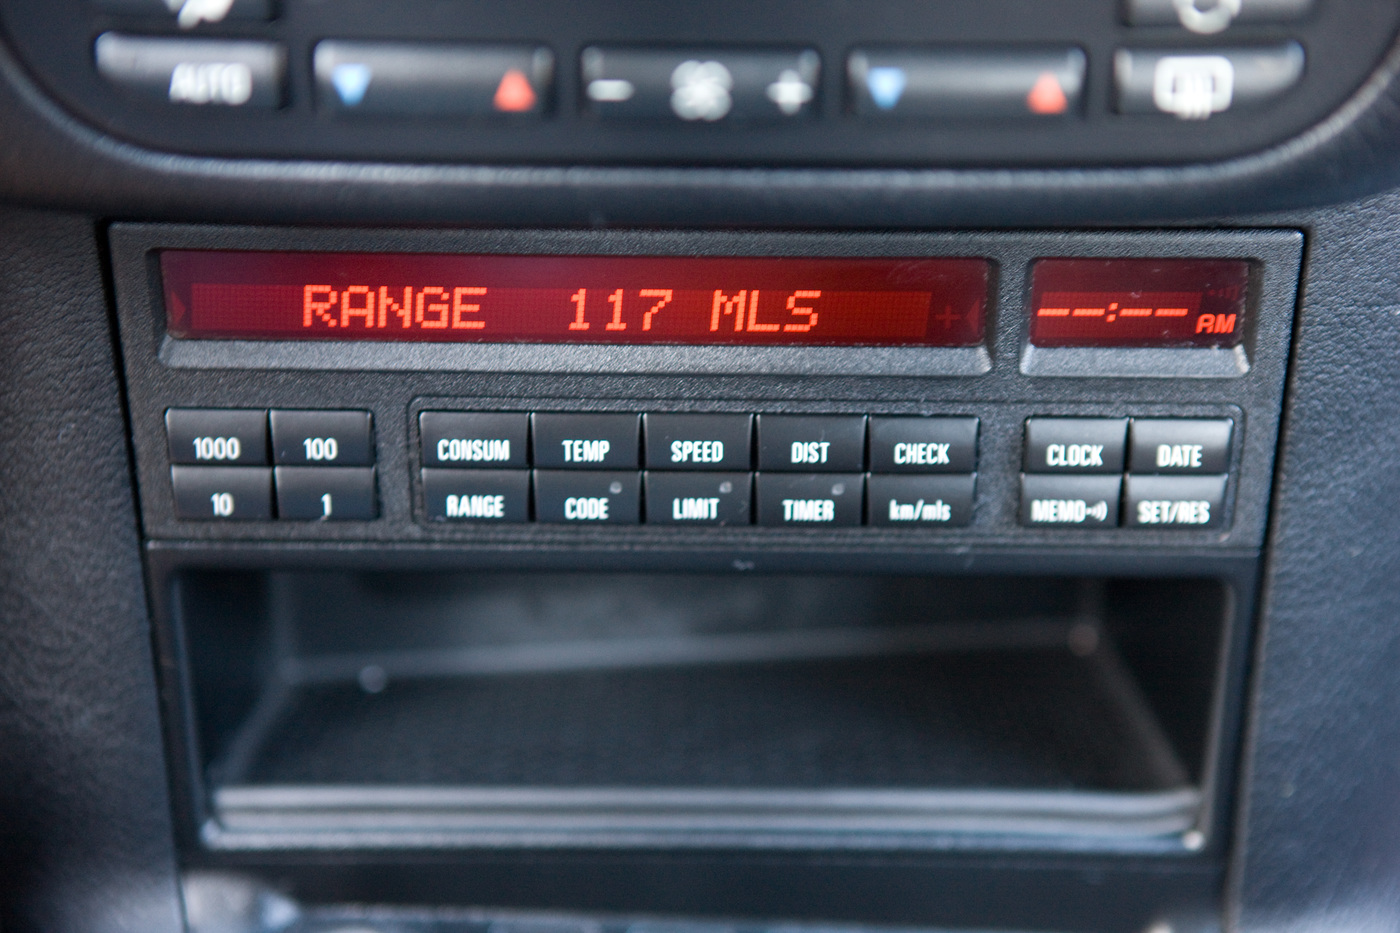 AUTO
RANGE 117 MLS
--:-- AM
1000 100 CONSUM TEMP SPEED DIST CHECK CLOCK DATE
10 1 RANGE CODE LIMIT TIMER km/mls MEMO SET/RES